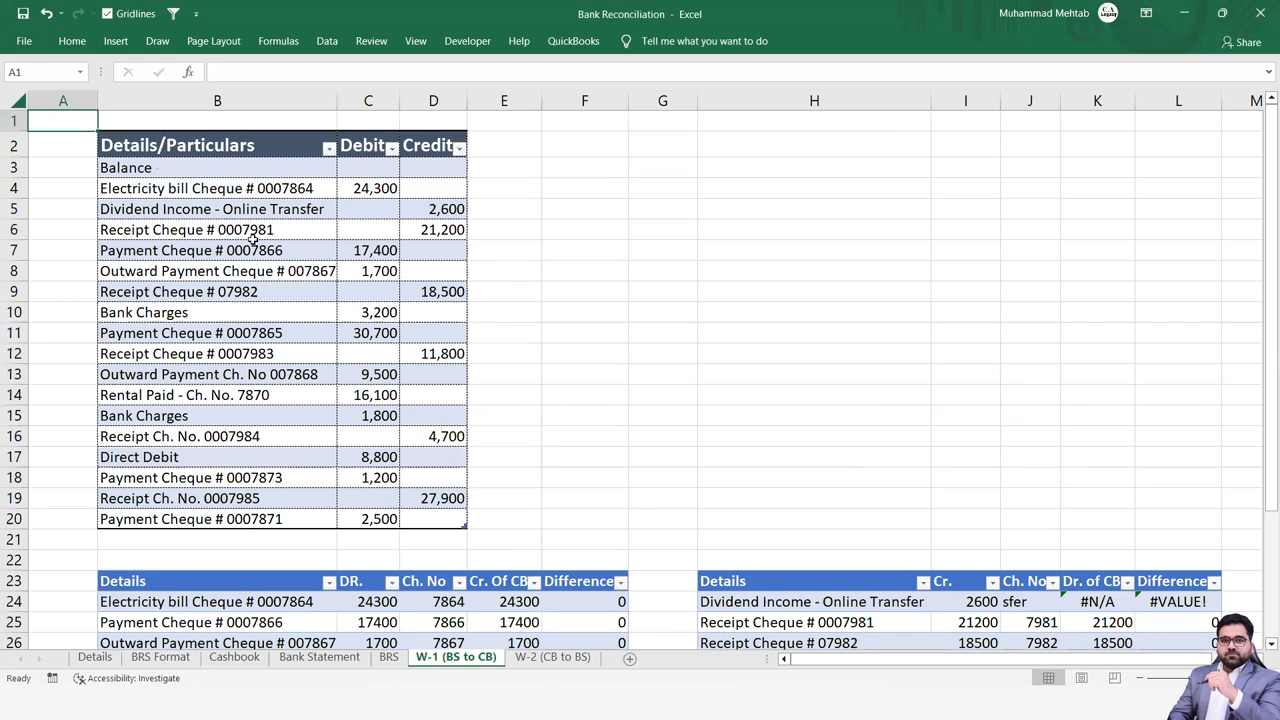 Gridlines
Bank Reconciliation - Excel
Muhammad Mehtab
File Home Insert Draw Page Layout Formulas Data Review View Developer Help QuickBooks Tell me what you want to do Share
A1 fx
A B C D E F G H I J K L M
1
2 Details/Particulars Debit Credit
3 Balance
4 Electricity bill Cheque # 0007864 24,300
5 Dividend Income - Online Transfer 2,600
6 Receipt Cheque # 0007981 21,200
7 Payment Cheque # 0007866 17,400
8 Outward Payment Cheque # 007867 1,700
9 Receipt Cheque # 07982 18,500
10 Bank Charges 3,200
11 Payment Cheque # 0007865 30,700
12 Receipt Cheque # 0007983 11,800
13 Outward Payment Ch. No 007868 9,500
14 Rental Paid - Ch. No. 7870 16,100
15 Bank Charges 1,800
16 Receipt Ch. No. 0007984 4,700
17 Direct Debit 8,800
18 Payment Cheque # 0007873 1,200
19 Receipt Ch. No. 0007985 27,900
20 Payment Cheque # 0007871 2,500
21
22
23 Details DR. Ch. No Cr. Of CB Difference Details Cr. Ch. No Dr. of CB Difference
24 Electricity bill Cheque # 0007864 24300 7864 24300 0 Dividend Income - Online Transfer 2600 sfer #N/A #VALUE!
25 Payment Cheque # 0007866 17400 7866 17400 0 Receipt Cheque # 0007981 21200 7981 21200 0
26 Outward Payment Cheque # 007867 1700 7867 1700 0 Receipt Cheque # 07982 18500 7982 18500 0
Details BRS Format Cashbook Bank Statement BRS W-1 (BS to CB) W-2 (CB to BS)
Ready Accessibility: Investigate